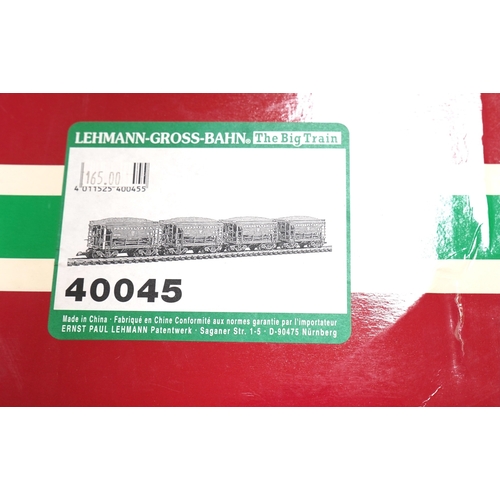 LEHMANN-GROSS-BAHN® The Big Train
165.00
4 011525 400455
40045
Made in China · Fabriqué en Chine Conformité aux normes garantie par l'importateur
ERNST PAUL LEHMANN Patentwerk · Saganer Str. 1-5 · D-90475 Nürnberg